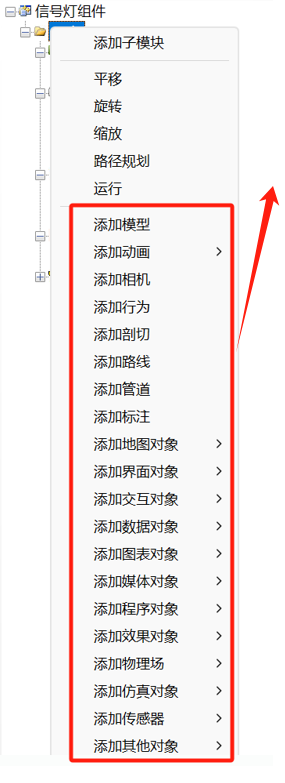 信号灯组件
添加子模块
平移
旋转
缩放
路径规划
运行
添加模型
添加动画
添加相机
添加行为
添加剖切
添加路线
添加管道
添加标注
添加地图对象
添加界面对象
添加交互对象
添加数据对象
添加图表对象
添加媒体对象
添加程序对象
添加效果对象
添加物理场
添加仿真对象
添加传感器
添加其他对象